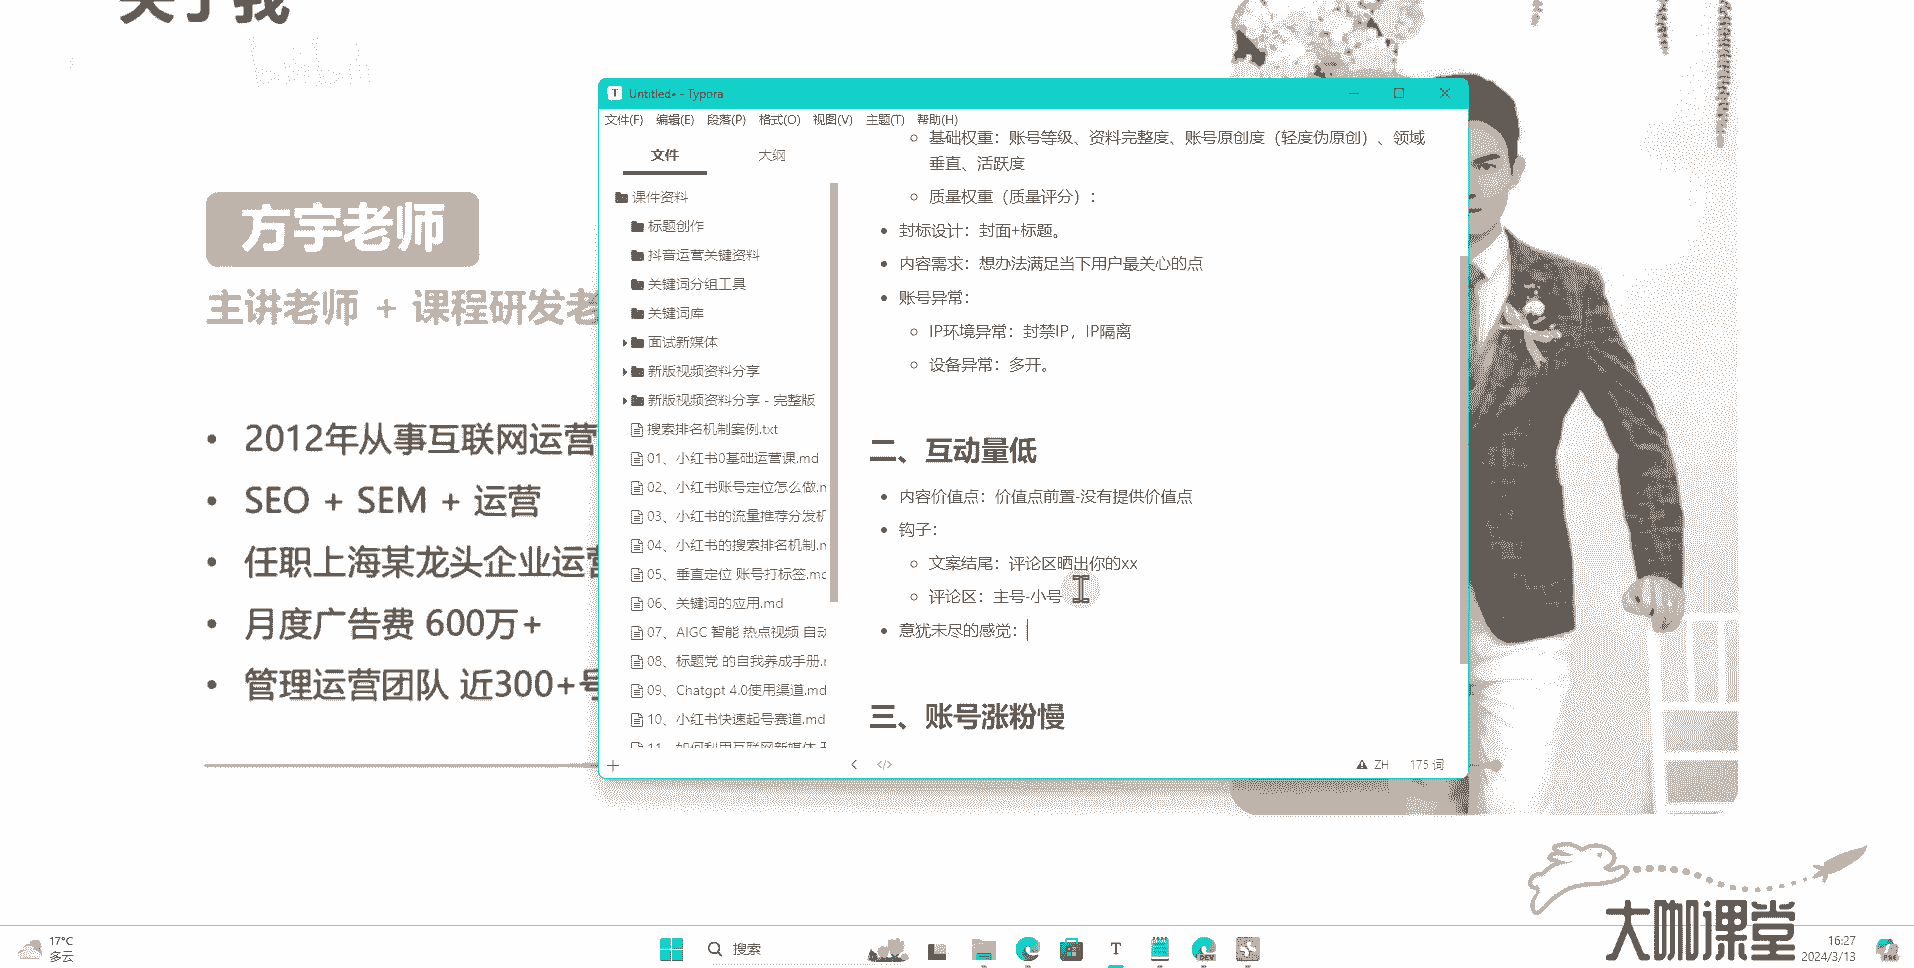 关于我
bilibili
方宇老师
主讲老师 + 课程研发老
• 2012年从事互联网运营
• SEO + SEM + 运营
• 任职上海某龙头企业运营
• 月度广告费 600万+
• 管理运营团队 近300+号
T Untitled• - Typora
文件(F) 编辑(E) 段落(P) 格式(O) 视图(V) 主题(T) 帮助(H)
文件 大纲
课件资料
标题创作
抖音运营关键资料
关键词分组工具
关键词库
面试新媒体
新版视频资料分享
新版视频资料分享 - 完整版
搜索排名机制案例.txt
01、小红书0基础运营课.md
02、小红书账号定位怎么做.m
03、小红书的流量推荐分发机
04、小红书的搜索排名机制.m
05、垂直定位 账号打标签.md
06、关键词的应用.md
07、AIGC 智能 热点视频 自动
08、标题党 的自我养成手册.m
09、Chatgpt 4.0使用渠道.md
10、小红书快速起号赛道.md
11、如何利用互联网新媒体
◦ 基础权重：账号等级、资料完整度、账号原创度（轻度伪原创）、领域
垂直、活跃度
◦ 质量权重（质量评分）：
• 封标设计：封面+标题。
• 内容需求：想办法满足当下用户最关心的点
• 账号异常：
◦ IP环境异常：封禁IP，IP隔离
◦ 设备异常：多开。
二、互动量低
• 内容价值点：价值点前置-没有提供价值点
• 钩子：
◦ 文案结尾：评论区晒出你的xx
◦ 评论区：主号-小号
• 意犹未尽的感觉：
三、账号涨粉慢
ZH 175 词
大咖课堂
17°C
多云
搜索
T
DEV
16:27
2024/3/13
PRE